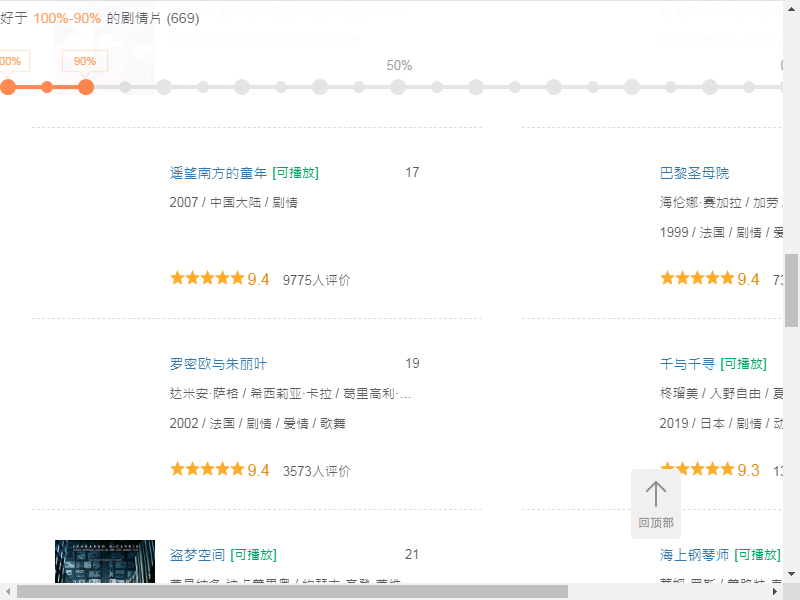 好于 100%-90% 的剧情片 (669)
00%
90%
50%
遥望南方的童年 [可播放]
17
2007 / 中国大陆 / 剧情
9.4 9775人评价
巴黎圣母院
海伦娜·赛加拉 / 加劳
1999 / 法国 / 剧情 / 爱
9.4
罗密欧与朱丽叶
19
达米安·萨格 / 希西莉亚·卡拉 / 葛里高利·...
2002 / 法国 / 剧情 / 爱情 / 歌舞
9.4 3573人评价
千与千寻 [可播放]
柊瑠美 / 入野自由 / 夏
2019 / 日本 / 剧情 / 动
9.3
回顶部
盗梦空间 [可播放]
21
海上钢琴师 [可播放]